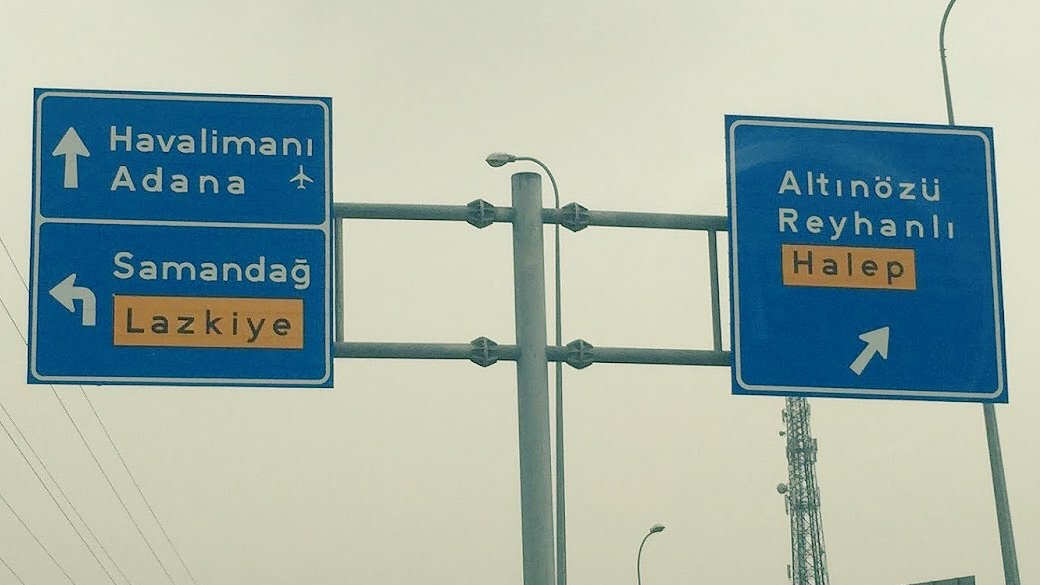 Havalimanı
Adana
Samandağ
Lazkiye
Altınözü
Reyhanlı
Halep